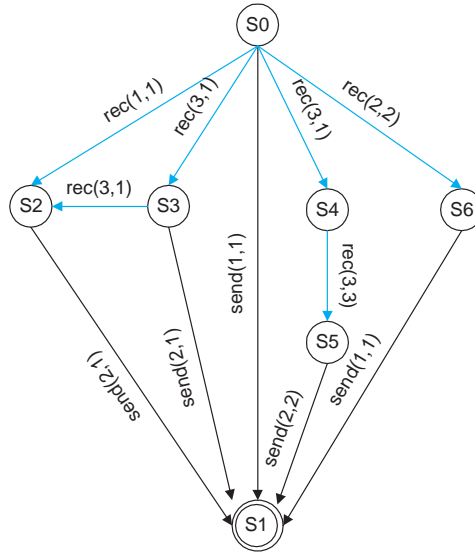 S0
rec(1,1)
rec(3,1)
rec(3,1)
rec(2,2)
S2
rec(3,1)
S3
S4
S6
send(1,1)
rec(3,3)
S5
send(2,1)
send(2,1)
send(2,2)
send(1,1)
S1